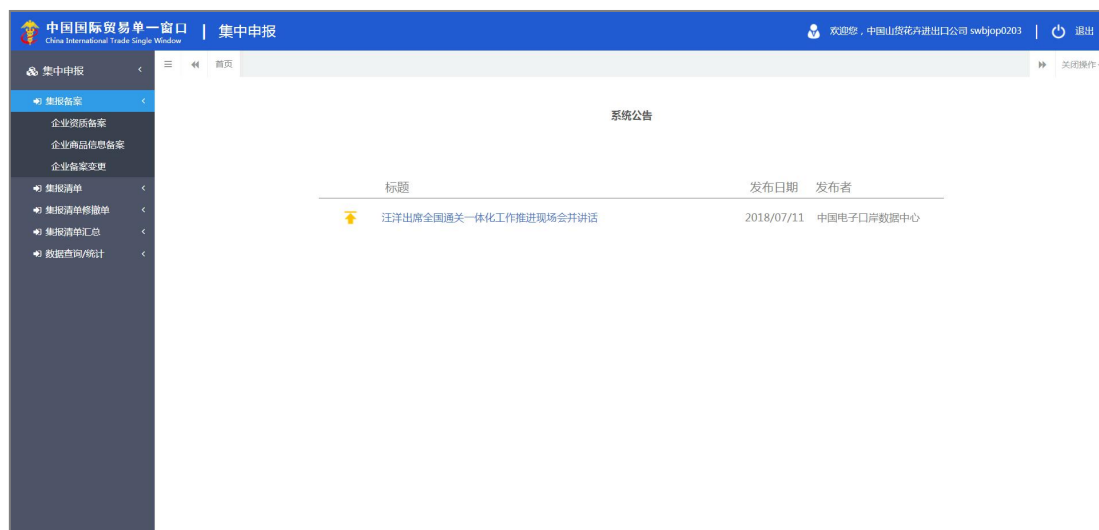 中国国际贸易单一窗口 | 集中申报
China International Trade Single Window
欢迎您，中国山货花卉进出口公司 swbjop0203 | 退出
集中申报
首页
关闭操作
集报备案
企业资质备案
企业商品信息备案
企业备案变更
集报清单
集报清单修撤单
集报清单汇总
数据查询/统计
系统公告
标题 发布日期 发布者
汪洋出席全国通关一体化工作推进现场会并讲话 2018/07/11 中国电子口岸数据中心